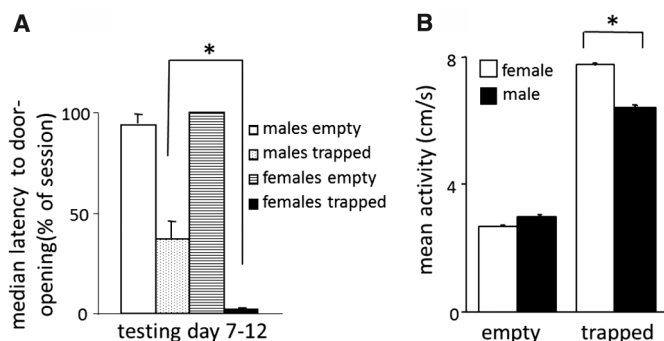 A
median latency to door-
opening(% of session)
100
50
0
*
males empty
males trapped
females empty
females trapped
testing day 7-12
B
mean activity (cm/s)
8
4
0
female
male
*
empty
trapped